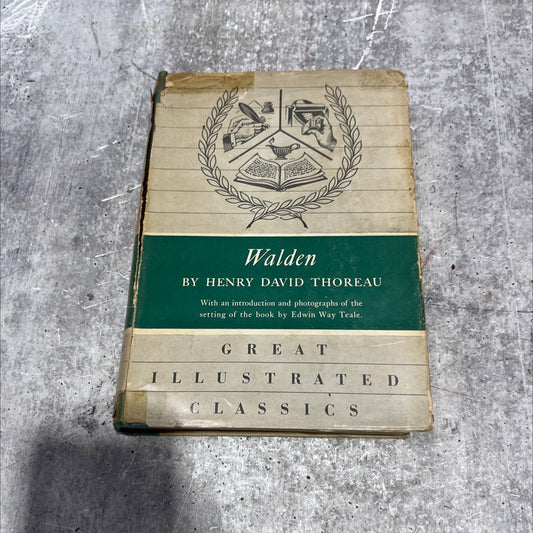 Walden
BY HENRY DAVID THOREAU
With an introduction and photographs of the
setting of the book by Edwin Way Teale.
GREAT
ILLUSTRATED
CLASSICS